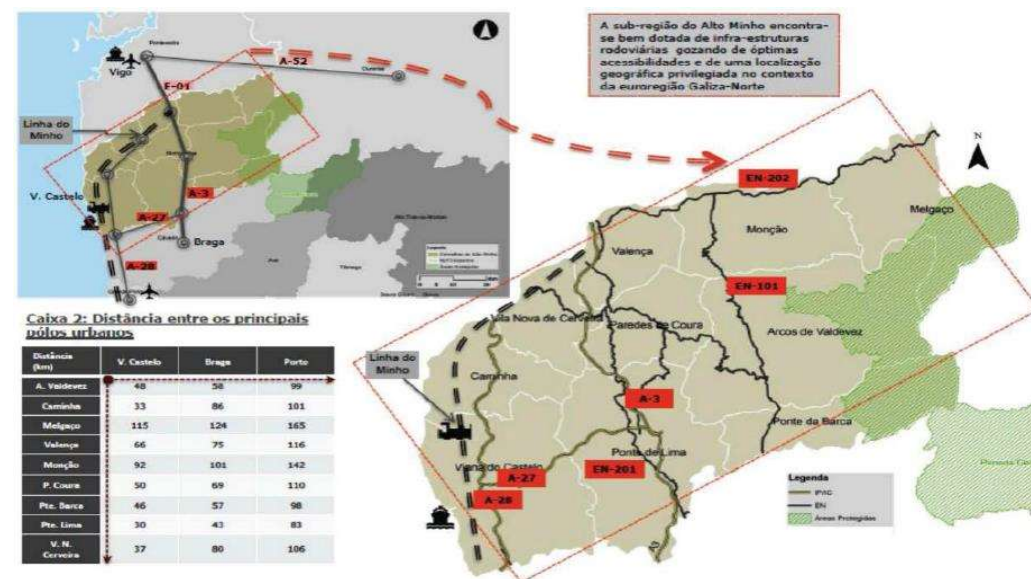 Pontevedra
Vigo
Ourense
A-52
E-01
Linha do
Minho
V. Castelo
A-3
A-27
Cávado
Braga
A-28
Legenda
Áreas Protegidas
A sub-região do Alto Minho encontra-
se bem dotada de infra-estruturas
rodoviárias gozando de óptimas
acessibilidades e de uma localização
geográfica privilegiada no contexto
da euroregião Galiza-Norte
N
EN-202
Melgaço
Monção
Valença
EN-101
Vila Nova de Cerveira
Paredes de Coura
Arcos de Valdevez
Linha do
Minho
Caminha
A-3
Ponte da Barca
Ponte de Lima
Viana do Castelo
A-27
EN-201
A-28
Legenda
IP/IC
EN
Áreas Protegidas
Caixa 2: Distância entre os principais
pólos urbanos
Distância
(km) V. Castelo Braga Porto
A. Valdevez 48 58 99
Caminha 33 86 101
Melgaço 115 124 165
Valença 66 75 116
Monção 92 101 142
P. Coura 50 69 110
Pte. Barca 46 57 98
Pte. Lima 30 43 83
V. N.
Cerveira 37 80 106